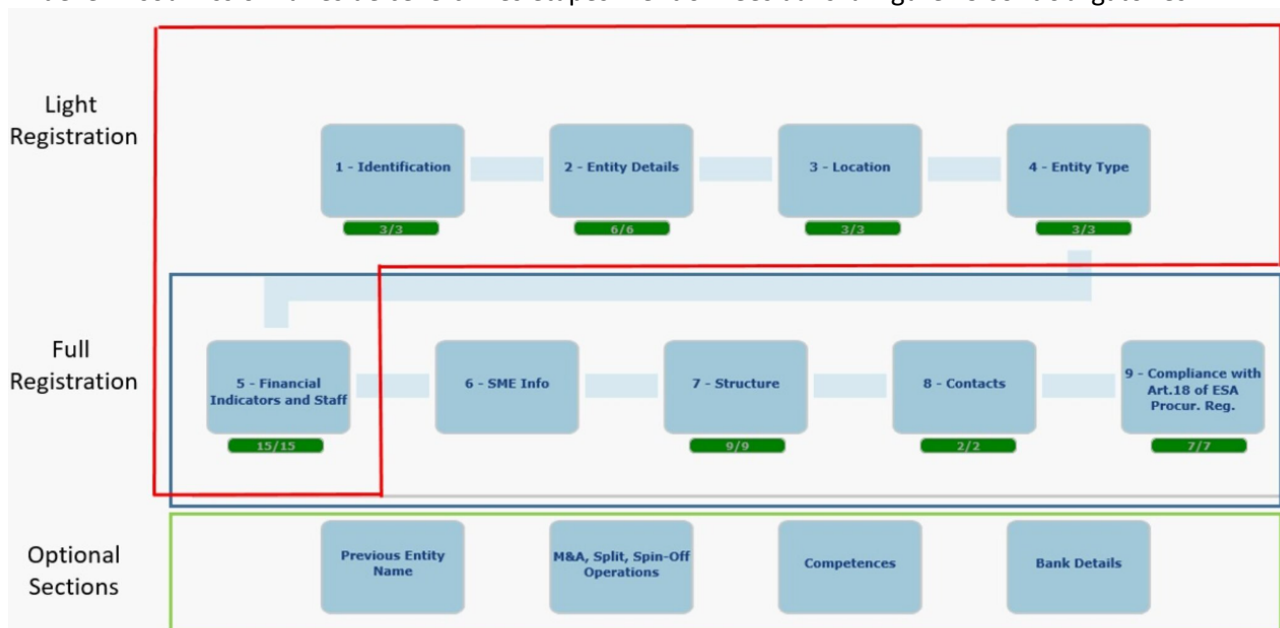 Light
Registration
1 - Identification
2 - Entity Details
3 - Location
4 - Entity Type
3/3
6/6
3/3
3/3
Full
Registration
5 - Financial
Indicators and Staff
6 - SME Info
7 - Structure
8 - Contacts
9 - Compliance with
Art.18 of ESA
Procur. Reg.
15/15
9/9
2/2
7/7
Optional
Sections
Previous Entity
Name
M&A, Split, Spin-Off
Operations
Competences
Bank Details